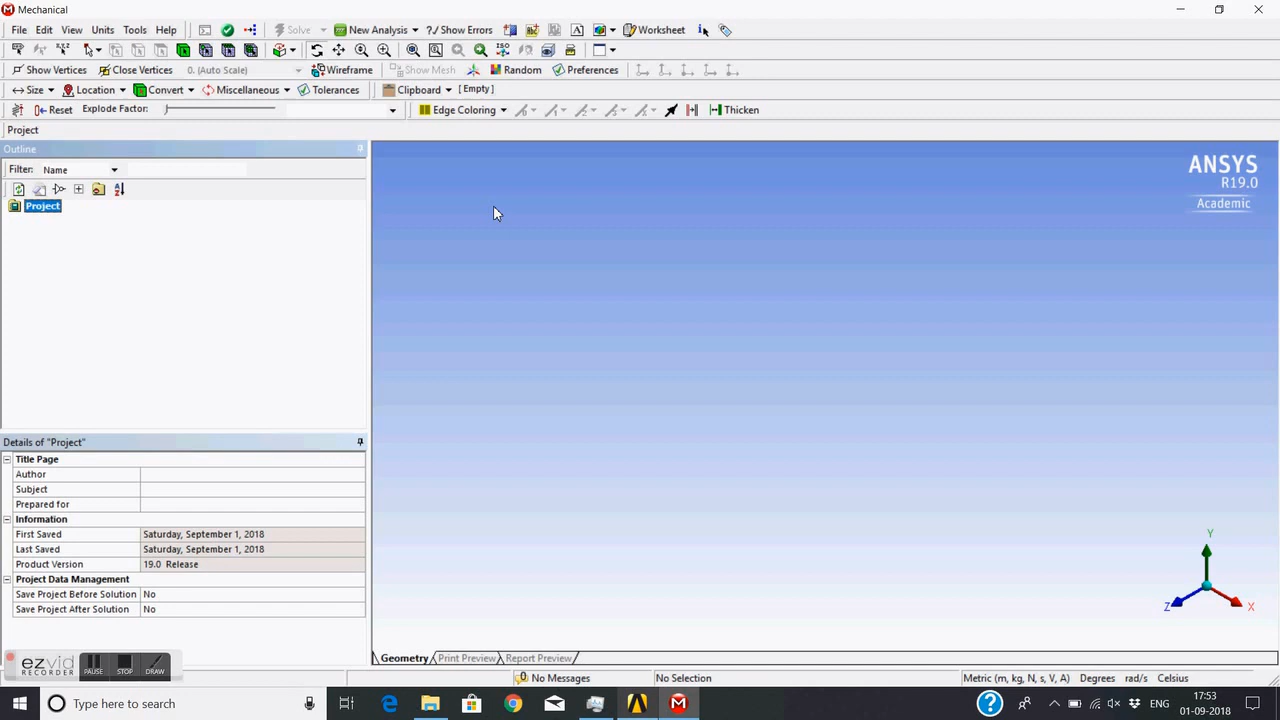 Mechanical
File Edit View Units Tools Help Solve New Analysis ?/ Show Errors Worksheet
ISO
Show Vertices Close Vertices 0. (Auto Scale) Wireframe Show Mesh Random Preferences
Size Location Convert Miscellaneous Tolerances Clipboard [Empty]
Reset Explode Factor: Edge Coloring Thicken
Project
Outline
Filter: Name
Project
ANSYS
R19.0
Academic
Details of "Project"
Title Page
Author
Subject
Prepared for
Information
First Saved Saturday, September 1, 2018
Last Saved Saturday, September 1, 2018
Product Version 19.0 Release
Project Data Management
Save Project Before Solution No
Save Project After Solution No
Y
Z
X
ezvid
RECORDER
PAUSE STOP DRAW
Geometry Print Preview Report Preview
0 No Messages No Selection Metric (m, kg, N, s, V, A) Degrees rad/s Celsius
Type here to search
ENG
17:53
01-09-2018